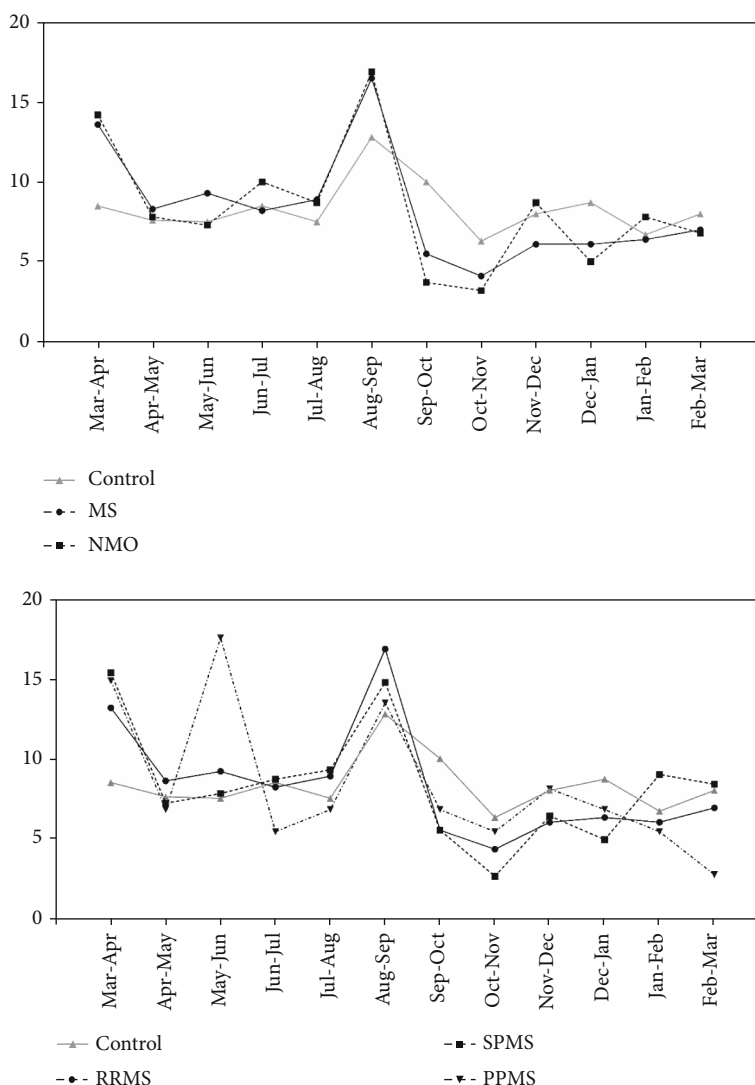 20
15
10
5
0
Mar-Apr
Apr-May
May-Jun
Jun-Jul
Jul-Aug
Aug-Sep
Sep-Oct
Oct-Nov
Nov-Dec
Dec-Jan
Jan-Feb
Feb-Mar
Control
MS
NMO
20
15
10
5
0
Mar-Apr
Apr-May
May-Jun
Jun-Jul
Jul-Aug
Aug-Sep
Sep-Oct
Oct-Nov
Nov-Dec
Dec-Jan
Jan-Feb
Feb-Mar
Control
RRMS
SPMS
PPMS